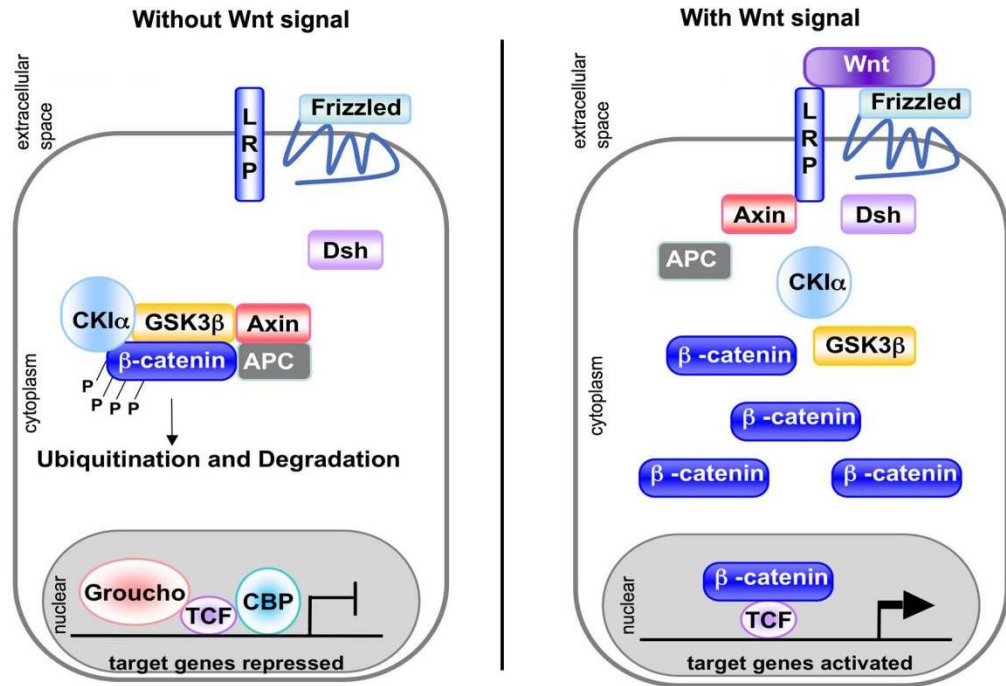 Without Wnt signal
extracellular
space
LRP
Frizzled
Dsh
CKIα
GSK3β
Axin
β-catenin
APC
P
P
P
P
cytoplasm
Ubiquitination and Degradation
nuclear
Groucho
TCF
CBP
target genes repressed
With Wnt signal
extracellular
space
Wnt
LRP
Frizzled
Axin
Dsh
APC
CKIα
GSK3β
β -catenin
cytoplasm
β -catenin
β -catenin
β -catenin
nuclear
β -catenin
TCF
target genes activated